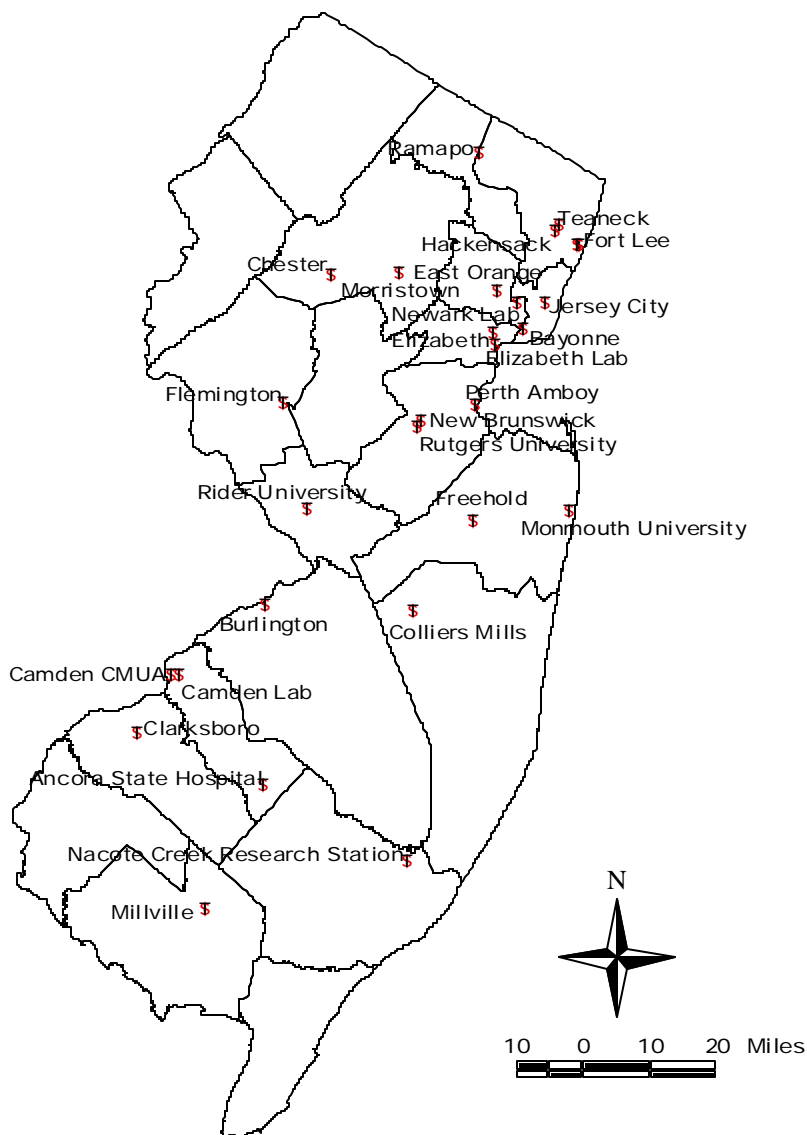 Ramapo
Teaneck
Hackensack
Fort Lee
Chester
East Orange
Morristown
Jersey City
Newark Lab
Bayonne
Elizabeth
Elizabeth Lab
Flemington
Perth Amboy
New Brunswick
Rutgers University
Rider University
Freehold
Monmouth University
Burlington
Colliers Mills
Camden CMUA
Camden Lab
Clarksboro
Ancora State Hospital
Nacote Creek Research Station
Millville
N
10 0 10 20 Miles